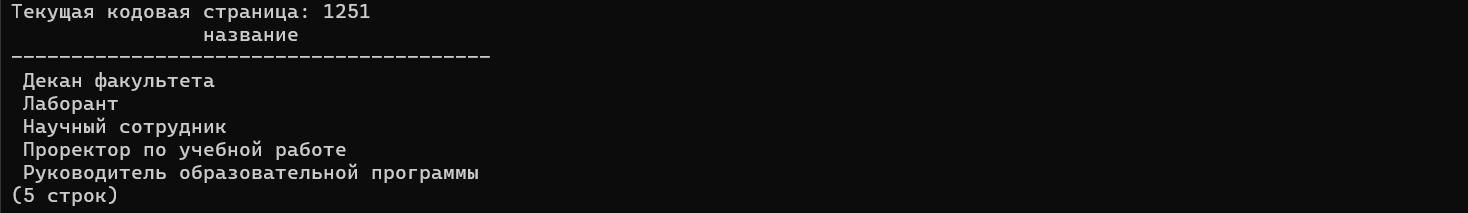 Текущая кодовая страница: 1251
название
----------------------------------------
Декан факультета
Лаборант
Научный сотрудник
Проректор по учебной работе
Руководитель образовательной программы
(5 строк)